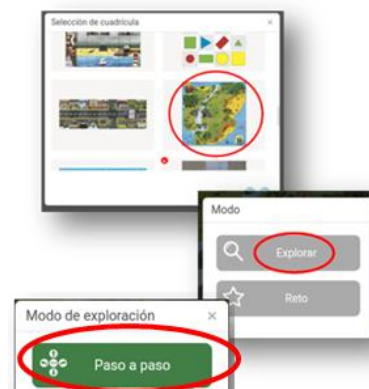 Selección de cuadrícula
Modo
Explorar
Reto
Modo de exploración
Paso a paso